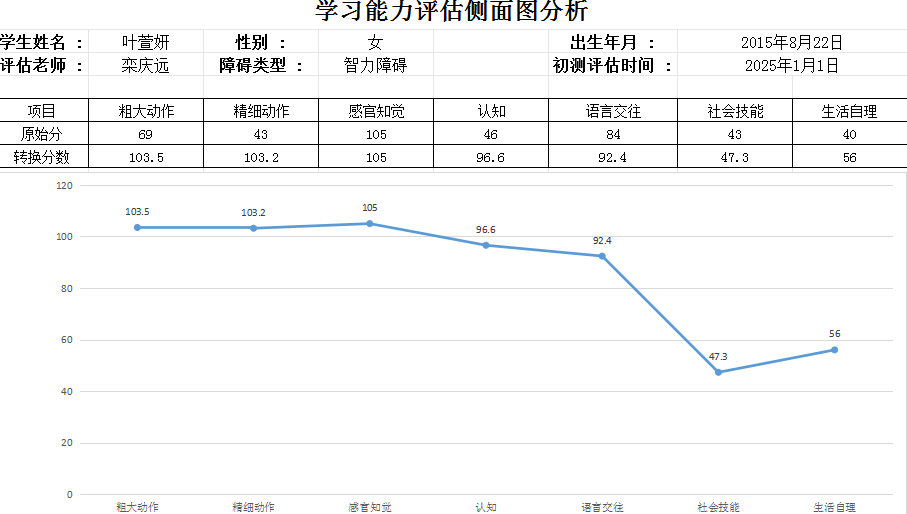 学习能力评估侧面图分析
学生姓名 : 叶萱妍 性别 : 女 出生年月 : 2015年8月22日
评估老师 : 栾庆远 障碍类型 : 智力障碍 初测评估时间 : 2025年1月1日
项目 粗大动作 精细动作 感官知觉 认知 语言交往 社会技能 生活自理
原始分 69 43 105 46 84 43 40
转换分数 103.5 103.2 105 96.6 92.4 47.3 56
120
100
80
60
40
20
0
103.5 103.2 105 96.6 92.4 47.3 56
粗大动作 精细动作 感官知觉 认知 语言交往 社会技能 生活自理